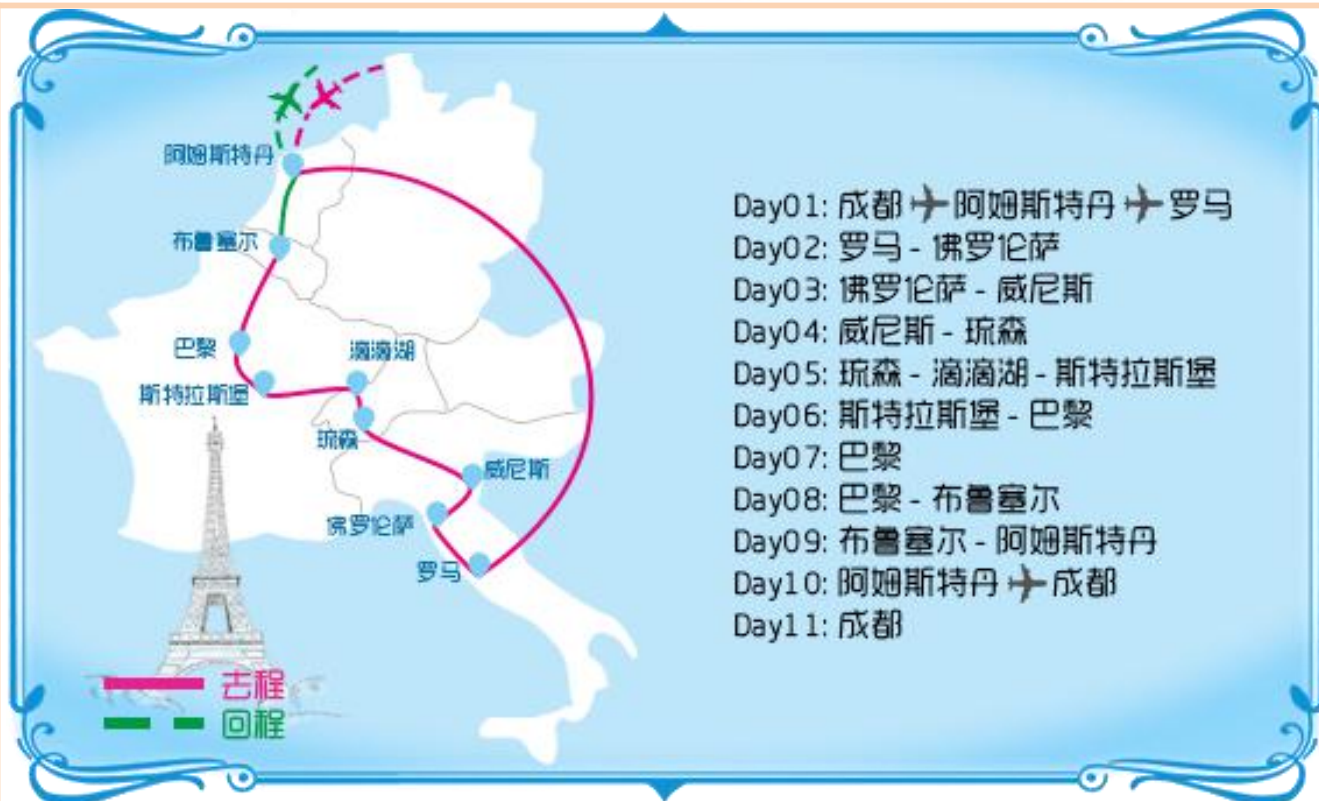 阿姆斯特丹
布鲁塞尔
巴黎
滴滴湖
斯特拉斯堡
琉森
威尼斯
佛罗伦萨
罗马
去程
回程
Day01: 成都 ✈ 阿姆斯特丹 ✈ 罗马
Day02: 罗马 - 佛罗伦萨
Day03: 佛罗伦萨 - 威尼斯
Day04: 威尼斯 - 琉森
Day05: 琉森 - 滴滴湖 - 斯特拉斯堡
Day06: 斯特拉斯堡 - 巴黎
Day07: 巴黎
Day08: 巴黎 - 布鲁塞尔
Day09: 布鲁塞尔 - 阿姆斯特丹
Day10: 阿姆斯特丹 ✈ 成都
Day11: 成都